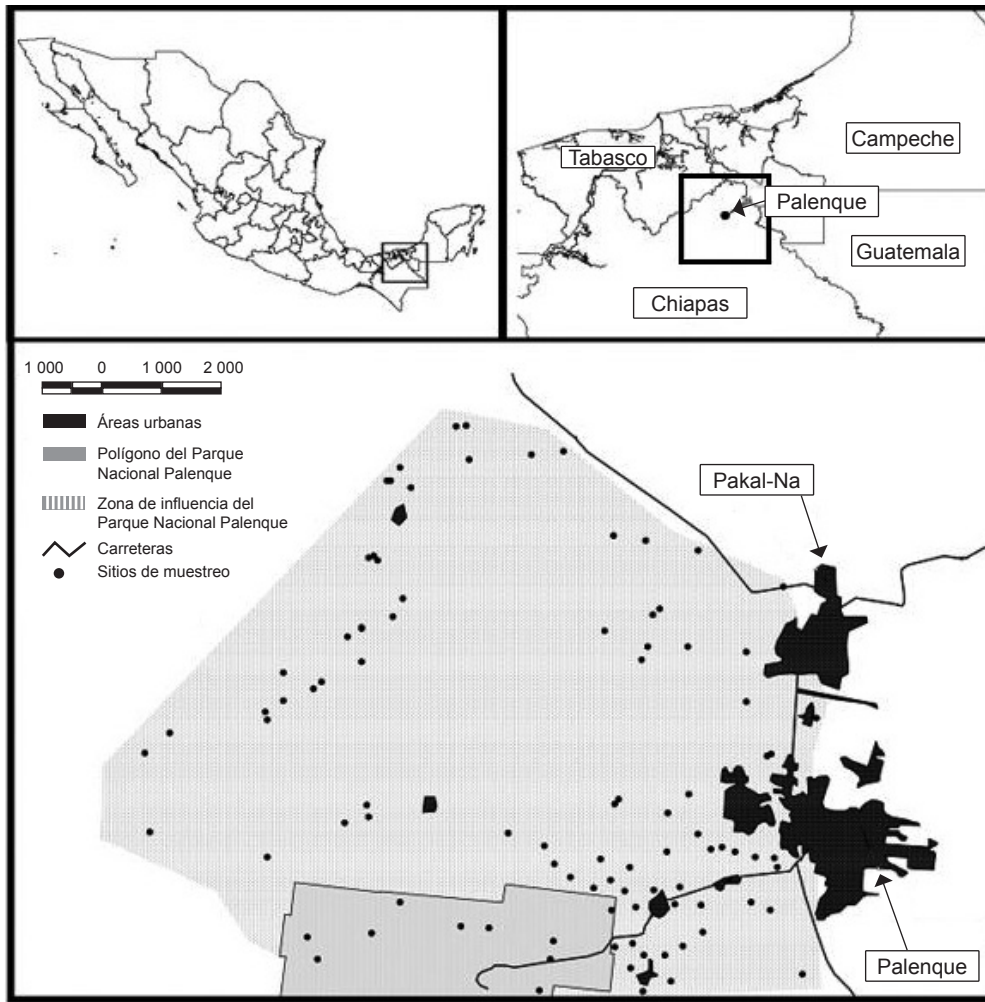 Tabasco
Campeche
Palenque
Guatemala
Chiapas
1 000 0 1 000 2 000
Áreas urbanas
Polígono del Parque
Nacional Palenque
Zona de influencia del
Parque Nacional Palenque
Carreteras
Sitios de muestreo
Pakal-Na
Palenque